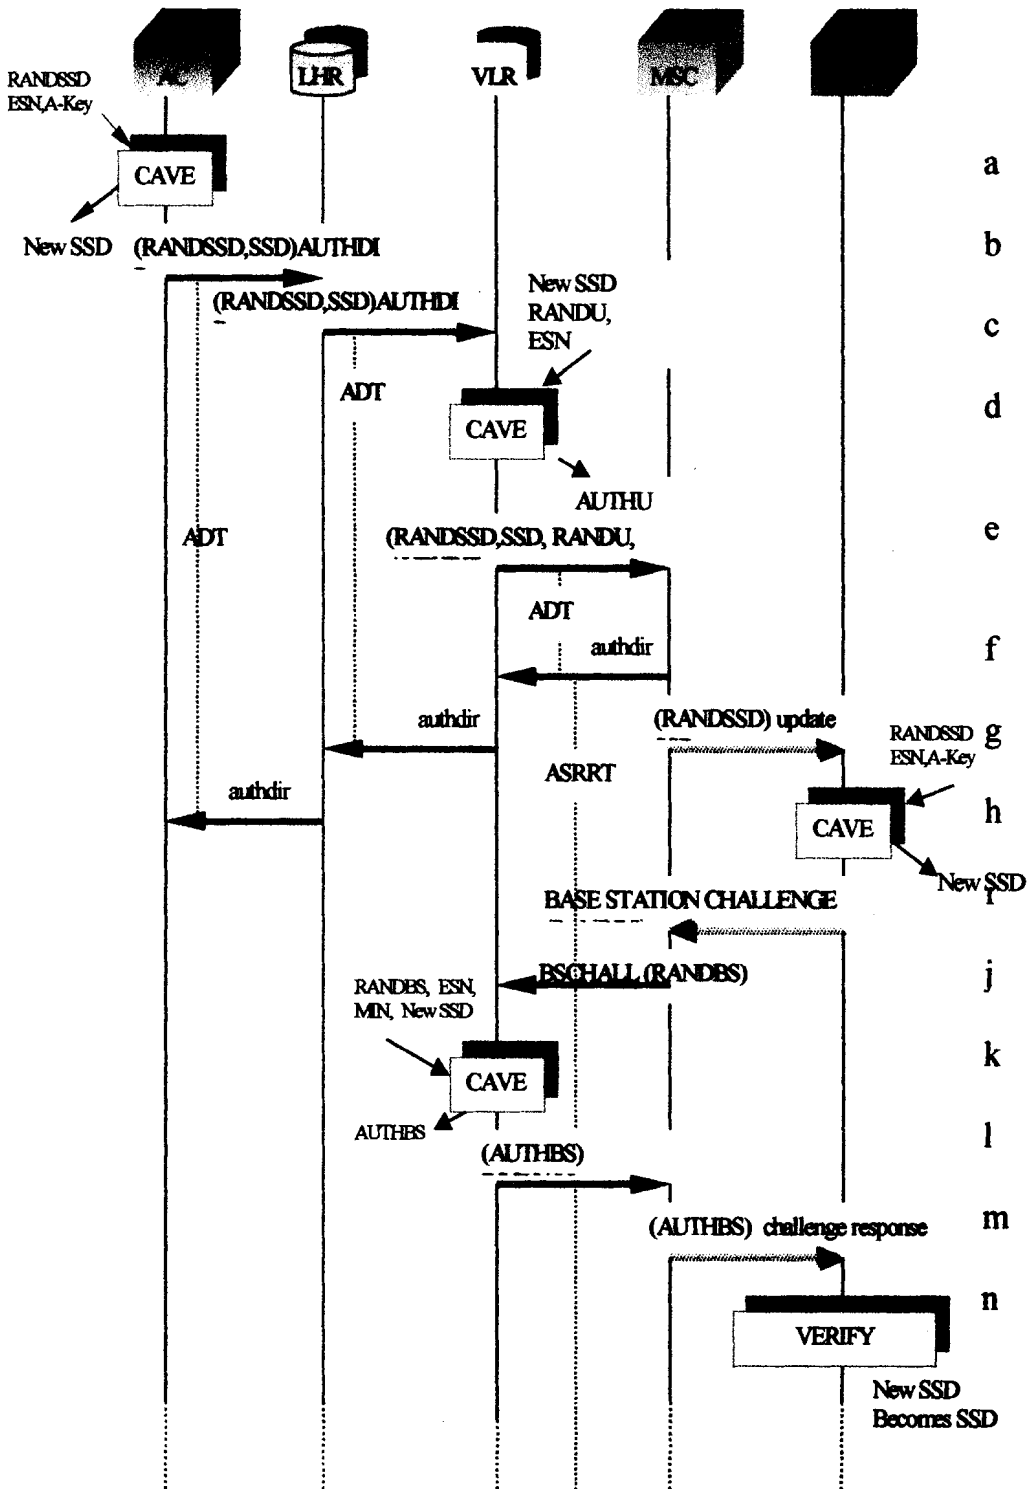 AC LHR VLR MSC
RANDSSD
ESN,A-Key
CAVE
a
New SSD (RANDSSD,SSD)AUTHDI
b
(RANDSSD,SSD)AUTHDI
New SSD
RANDU,
ESN
c
ADT
CAVE
d
AUTHU
ADT
(RANDSSD,SSD, RANDU,
e
ADT
authdir
f
authdir
(RANDSSD) update
RANDSSD
ESN,A-Key
g
ASRRT
authdir
CAVE
h
New SSD
BASE STATION CHALLENGE
BSCHALL (RANDBS)
j
RANDBS, ESN,
MIN, New SSD
CAVE
k
AUTHBS
(AUTHBS)
l
(AUTHBS) challenge response
m
n
VERIFY
New SSD
Becomes SSD